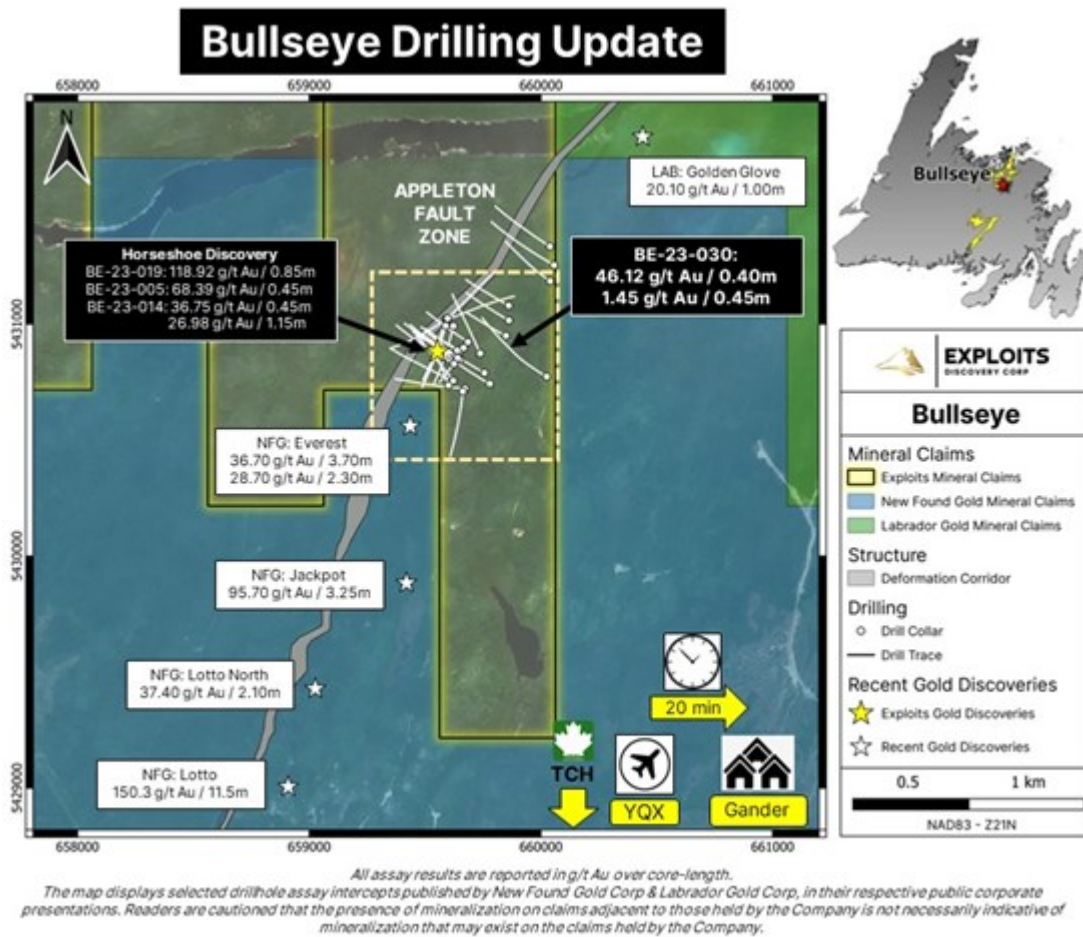 Bullseye Drilling Update
658000
659000
660000
661000
N
LAB: Golden Glove
20.10 g/t Au / 1.00m
APPLETON
FAULT
ZONE
Horseshoe Discovery
BE-23-019: 118.92 g/t Au / 0.85m
BE-23-005: 68.39 g/t Au / 0.45m
BE-23-014: 36.75 g/t Au / 0.45m
26.98 g/t Au / 1.15m
BE-23-030:
46.12 g/t Au / 0.40m
1.45 g/t Au / 0.45m
5431000
NFG: Everest
36.70 g/t Au / 3.70m
28.70 g/t Au / 2.30m
5430000
NFG: Jackpot
95.70 g/t Au / 3.25m
NFG: Lotto North
37.40 g/t Au / 2.10m
20 min
5429000
NFG: Lotto
150.3 g/t Au / 11.5m
TCH
YQX
Gander
658000
659000
660000
661000
Bullseye
EXPLOITS
DISCOVERY CORP
Bullseye
Mineral Claims
Exploits Mineral Claims
New Found Gold Mineral Claims
Labrador Gold Mineral Claims
Structure
Deformation Corridor
Drilling
Drill Collar
Drill Trace
Recent Gold Discoveries
Exploits Gold Discoveries
Recent Gold Discoveries
0.5 1 km
NAD83 - Z21N
All assay results are reported in g/t Au over core-length.
The map displays selected drillhole assay intercepts published by New Found Gold Corp & Labrador Gold Corp, in their respective public corporate
presentations. Readers are cautioned that the presence of mineralization on claims adjacent to those held by the Company is not necessarily indicative of
mineralization that may exist on the claims held by the Company.